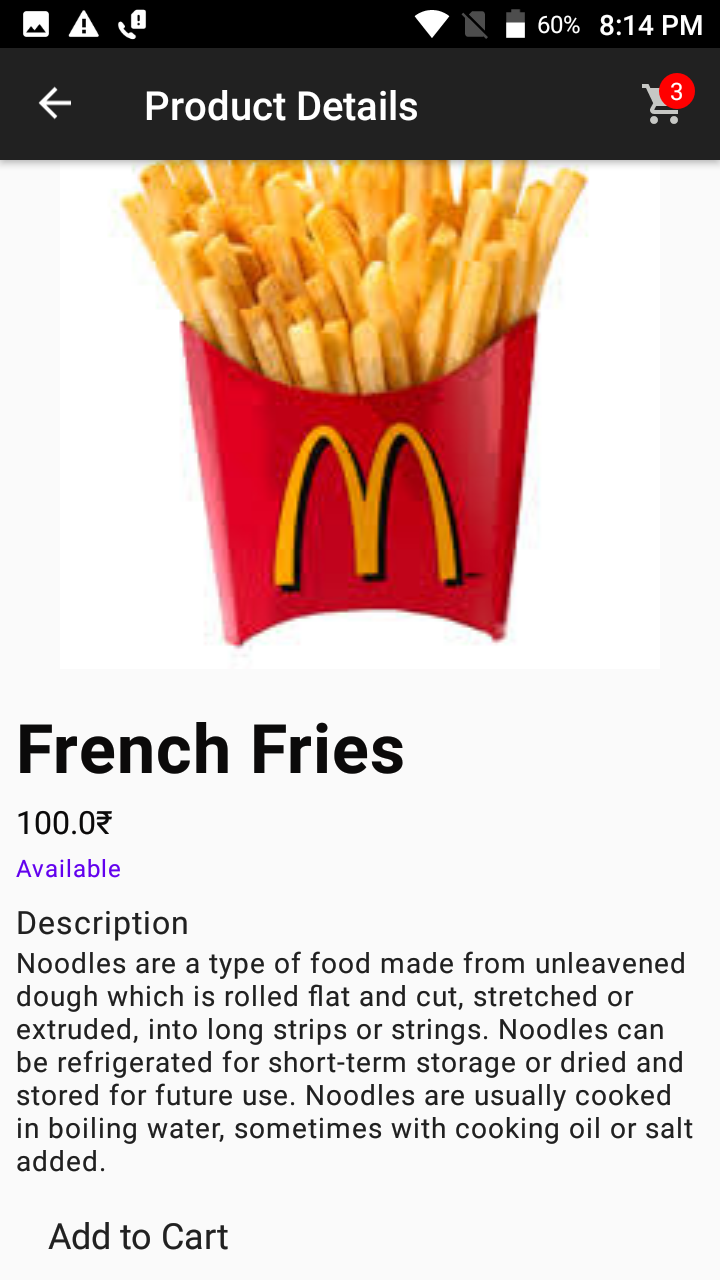 60% 8:14 PM
Product Details 3
French Fries
100.0₹
Available
Description
Noodles are a type of food made from unleavened
dough which is rolled flat and cut, stretched or
extruded, into long strips or strings. Noodles can
be refrigerated for short-term storage or dried and
stored for future use. Noodles are usually cooked
in boiling water, sometimes with cooking oil or salt
added.
Add to Cart